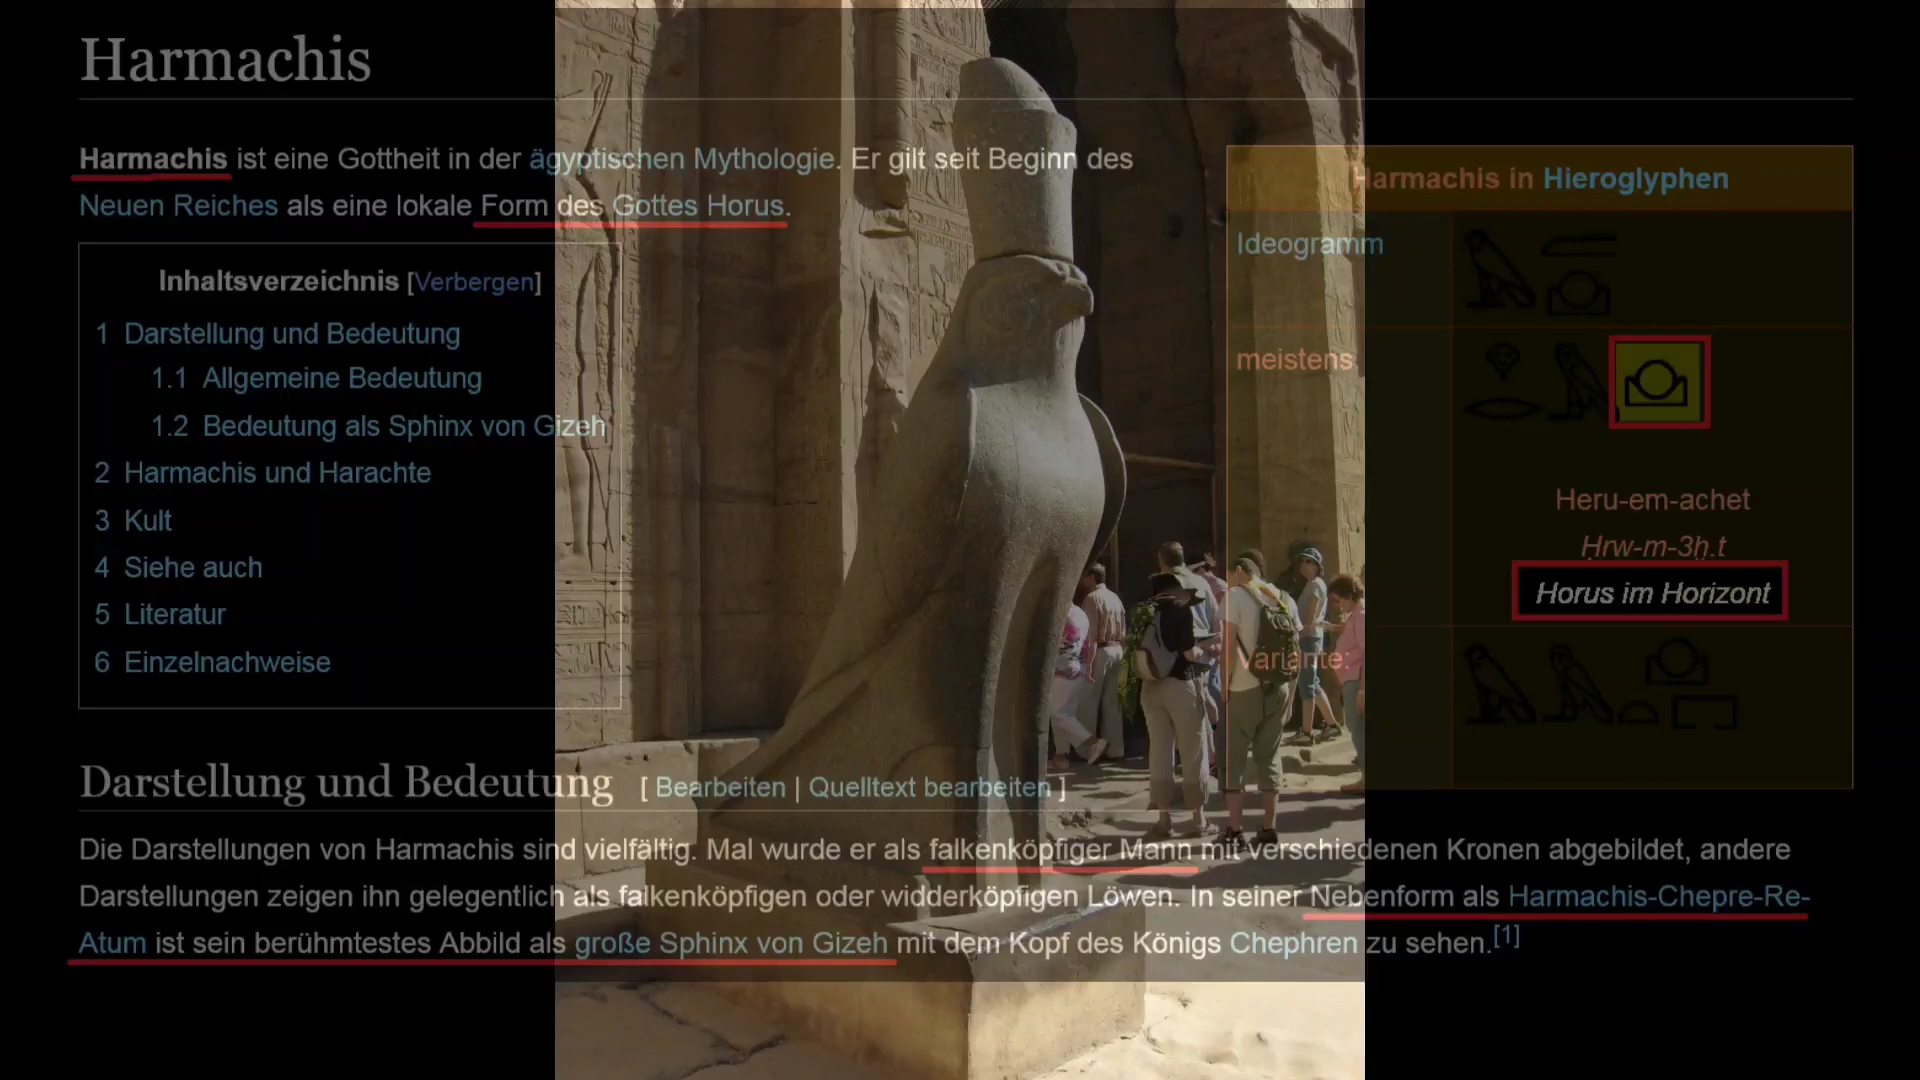 Harmachis
Harmachis ist eine Gottheit in der ägyptischen Mythologie. Er gilt seit Beginn des
Neuen Reiches als eine lokale Form des Gottes Horus.
Inhaltsverzeichnis [Verbergen]
1 Darstellung und Bedeutung
1.1 Allgemeine Bedeutung
1.2 Bedeutung als Sphinx von Gizeh
2 Harmachis und Harachte
3 Kult
4 Siehe auch
5 Literatur
6 Einzelnachweise
Harmachis in Hieroglyphen
Ideogramm
meistens
Heru-em-achet
Ḥrw-m-3ḫ.t
Horus im Horizont
Variante:
Darstellung und Bedeutung [ Bearbeiten | Quelltext bearbeiten ]
Die Darstellungen von Harmachis sind vielfältig. Mal wurde er als falkenköpfiger Mann mit verschiedenen Kronen abgebildet, andere
Darstellungen zeigen ihn gelegentlich als falkenköpfigen oder widderköpfigen Löwen. In seiner Nebenform als Harmachis-Chepre-Re-
Atum ist sein berühmtestes Abbild als große Sphinx von Gizeh mit dem Kopf des Königs Chephren zu sehen.[1]